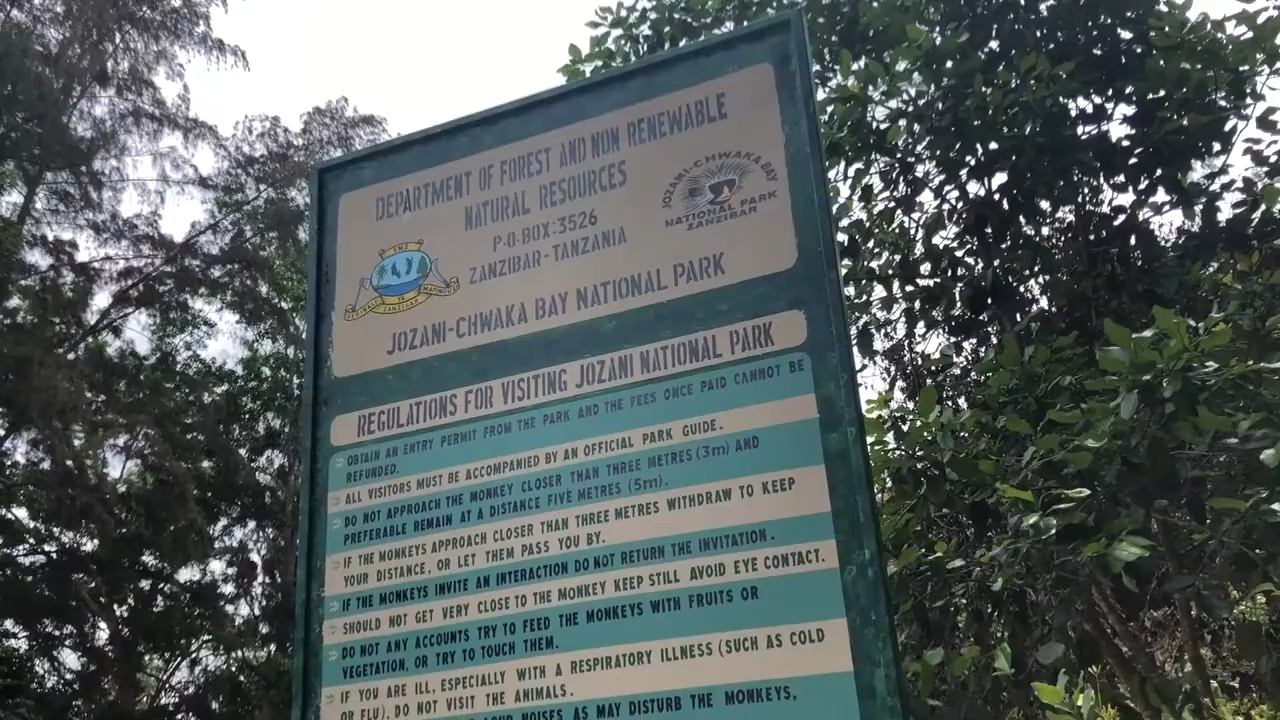 DEPARTMENT OF FOREST AND NON RENEWABLE
NATURAL RESOURCES
P.O.BOX:3526
ZANZIBAR-TANZANIA
JOZANI-CHWAKA BAY
NATIONAL PARK
ZANZIBAR
SMZ
YA
ZANZIBAR
MAPINDUZI
JOZANI-CHWAKA BAY NATIONAL PARK
REGULATIONS FOR VISITING JOZANI NATIONAL PARK
OBTAIN AN ENTRY PERMIT FROM THE PARK AND THE FEES ONCE PAID CANNOT BE
REFUNDED.
ALL VISITORS MUST BE ACCOMPANIED BY AN OFFICIAL PARK GUIDE.
DO NOT APPROACH THE MONKEY CLOSER THAN THREE METRES (3m) AND
PREFERABLE REMAIN AT A DISTANCE FIVE METRES (5m).
IF THE MONKEYS APPROACH CLOSER THAN THREE METRES WITHDRAW TO KEEP
YOUR DISTANCE, OR LET THEM PASS YOU BY.
IF THE MONKEYS INVITE AN INTERACTION DO NOT RETURN THE INVITATION.
SHOULD NOT GET VERY CLOSE TO THE MONKEY KEEP STILL AVOID EYE CONTACT.
DO NOT ANY ACCOUNTS TRY TO FEED THE MONKEYS WITH FRUITS OR
VEGETATION, OR TRY TO TOUCH THEM.
IF YOU ARE ILL, ESPECIALLY WITH A RESPIRATORY ILLNESS (SUCH AS COLD
OR FLU), DO NOT VISIT THE ANIMALS.
NOISES AS MAY DISTURB THE MONKEYS,